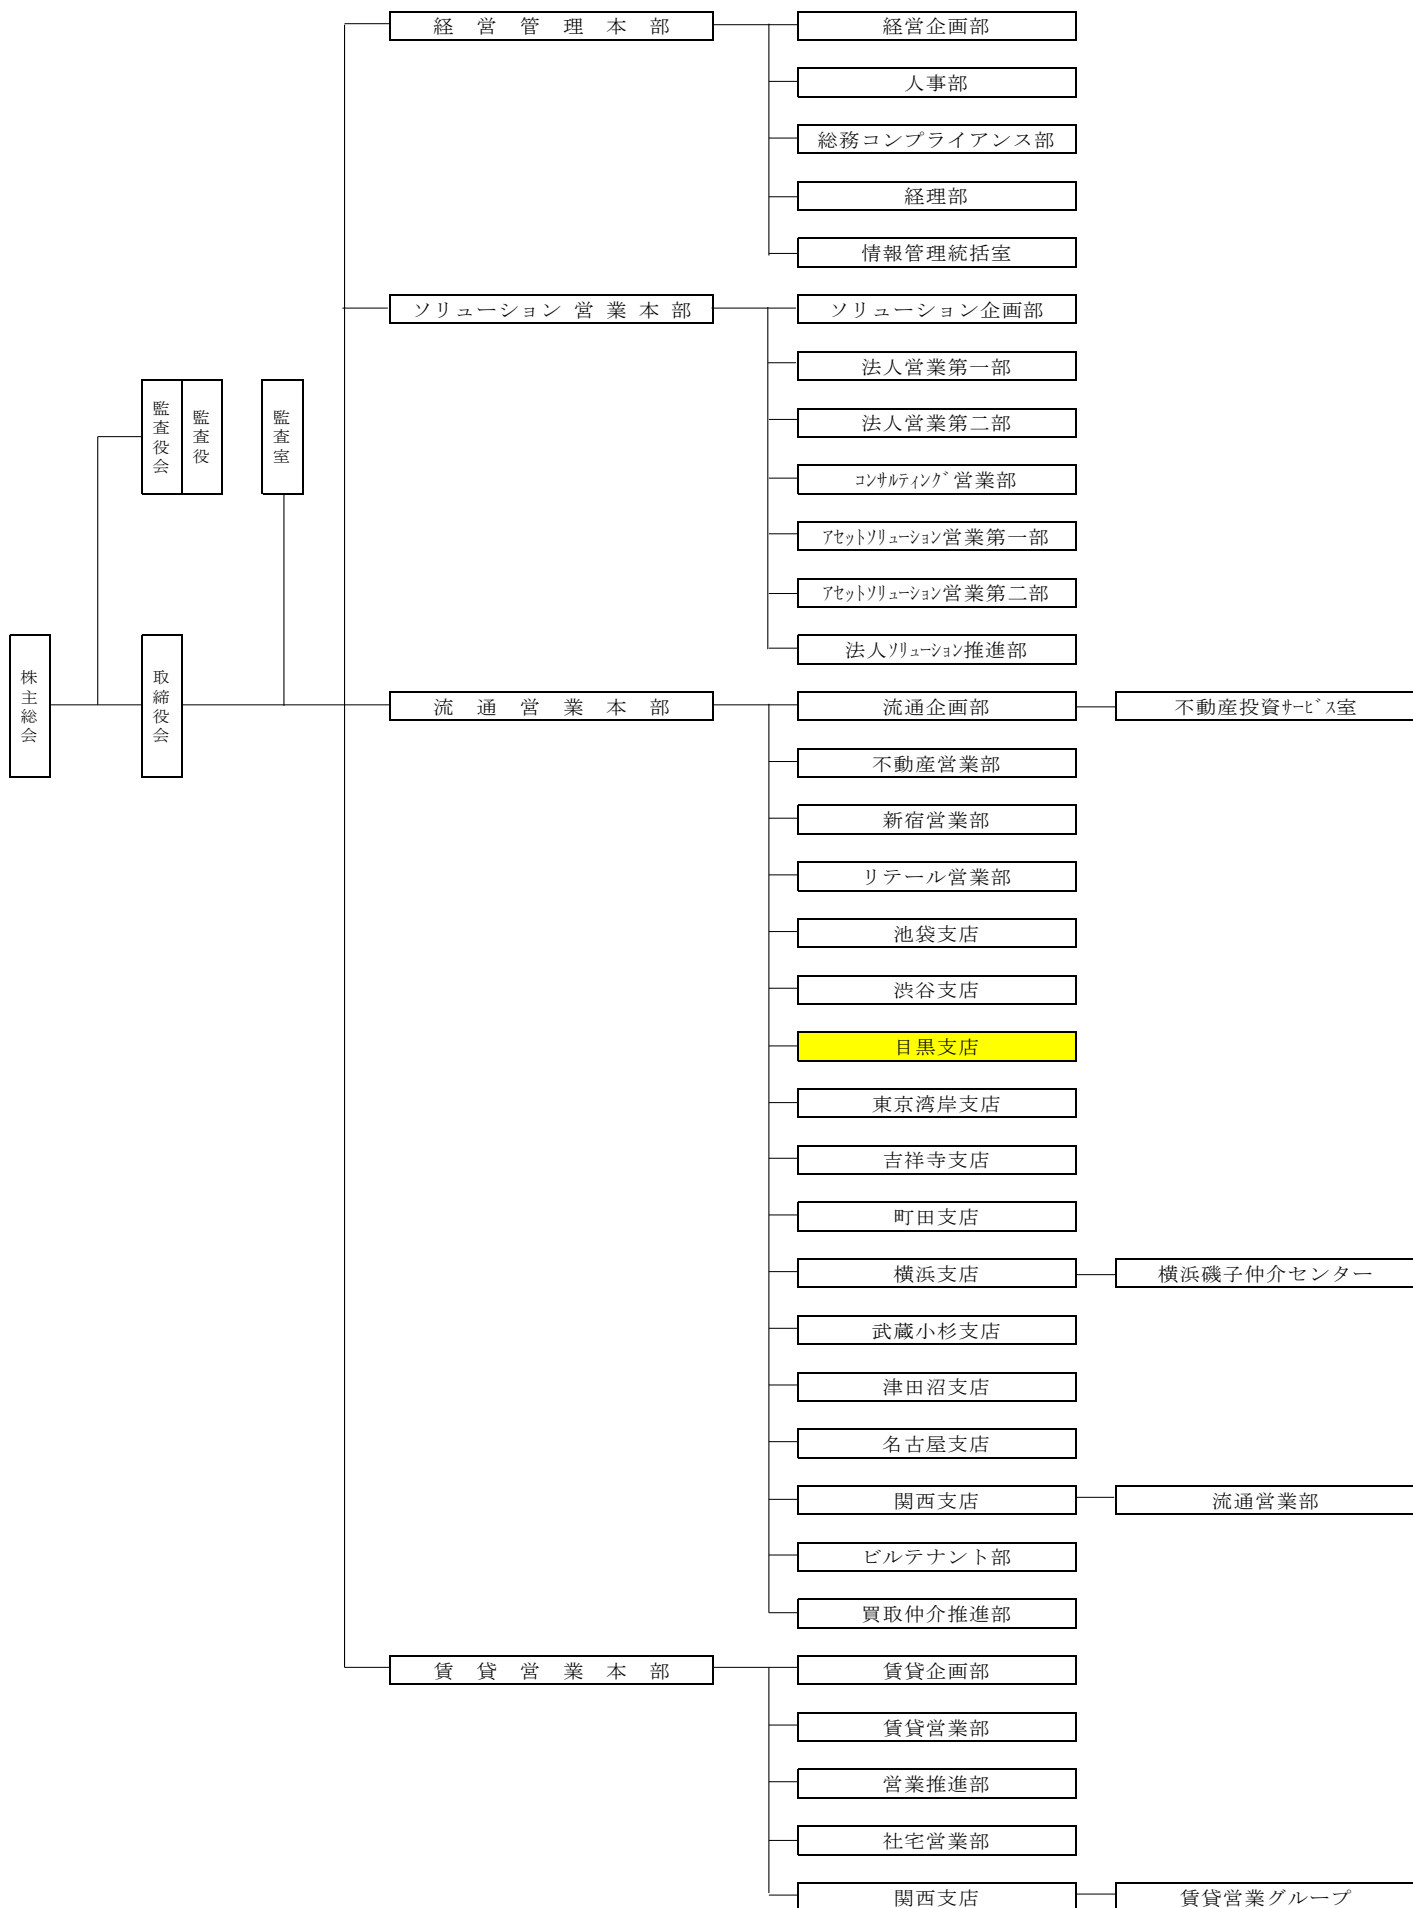 経営管理本部
経営企画部
人事部
総務コンプライアンス部
経理部
情報管理統括室
ソリューション営業本部
ソリューション企画部
法人営業第一部
法人営業第二部
ｺﾝｻﾙﾃｨﾝｸﾞ営業部
ｱｾｯﾄｿﾘｭｰｼｮﾝ営業第一部
ｱｾｯﾄｿﾘｭｰｼｮﾝ営業第二部
法人ｿﾘｭｰｼｮﾝ推進部
監査役会
監査役
監査室
株主総会
取締役会
流通営業本部
流通企画部
不動産投資ｻｰﾋﾞｽ室
不動産営業部
新宿営業部
リテール営業部
池袋支店
渋谷支店
目黒支店
東京湾岸支店
吉祥寺支店
町田支店
横浜支店
横浜磯子仲介センター
武蔵小杉支店
津田沼支店
名古屋支店
関西支店
流通営業部
ビルテナント部
買取仲介推進部
賃貸営業本部
賃貸企画部
賃貸営業部
営業推進部
社宅営業部
関西支店
賃貸営業グループ